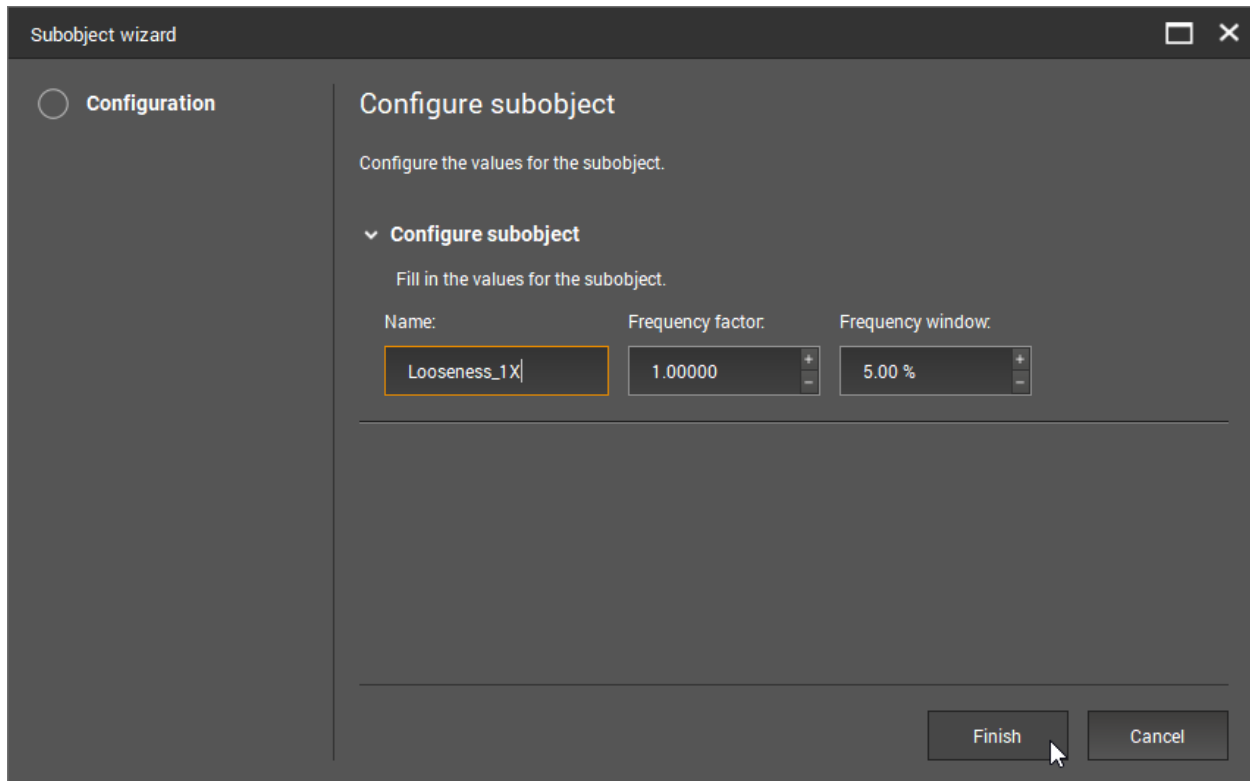 Subobject wizard
Configuration
Configure subobject
Configure the values for the subobject.
Configure subobject
Fill in the values for the subobject.
Name: Frequency factor: Frequency window:
Looseness_1X 1.00000 + - 5.00 % + -
Finish Cancel